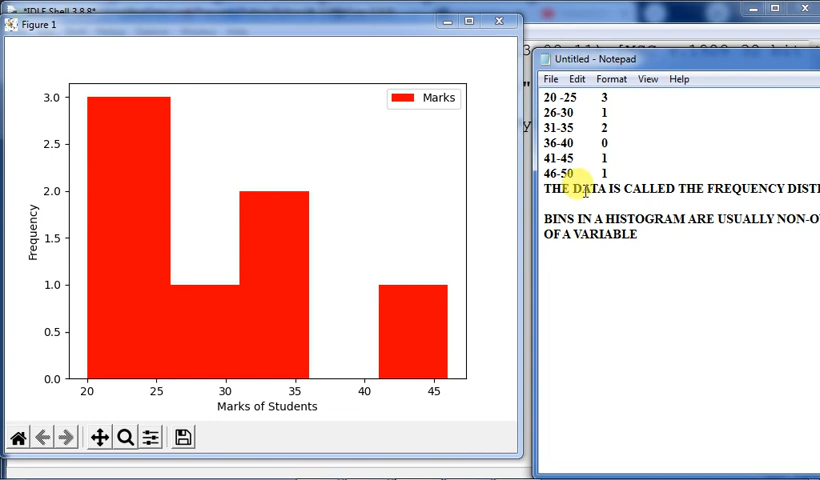 *IDLE Shell 3.8.8*
Figure 1
3.0
2.5
2.0
1.5
1.0
0.5
0.0
Frequency
Marks
20 25 30 35 40 45
Marks of Students
Untitled - Notepad
File Edit Format View Help
20 -25 3
26-30 1
31-35 2
36-40 0
41-45 1
46-50 1
THE DATA IS CALLED THE FREQUENCY DISTI
BINS IN A HISTOGRAM ARE USUALLY NON-O
OF A VARIABLE